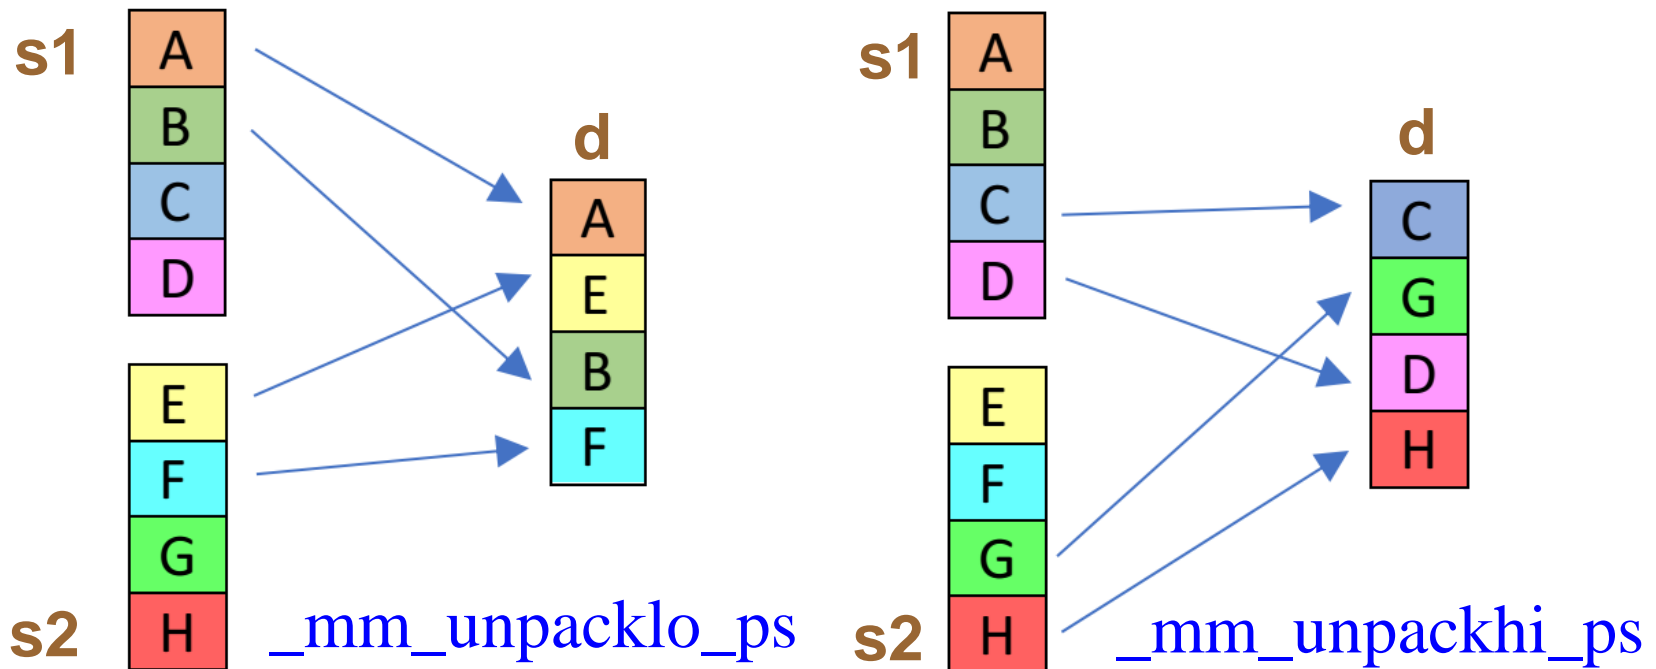 s1
A
B
C
D
E
F
G
H
s2
d
A
E
B
F
_mm_unpacklo_ps
s1
A
B
C
D
E
F
G
H
s2
d
C
G
D
H
_mm_unpackhi_ps